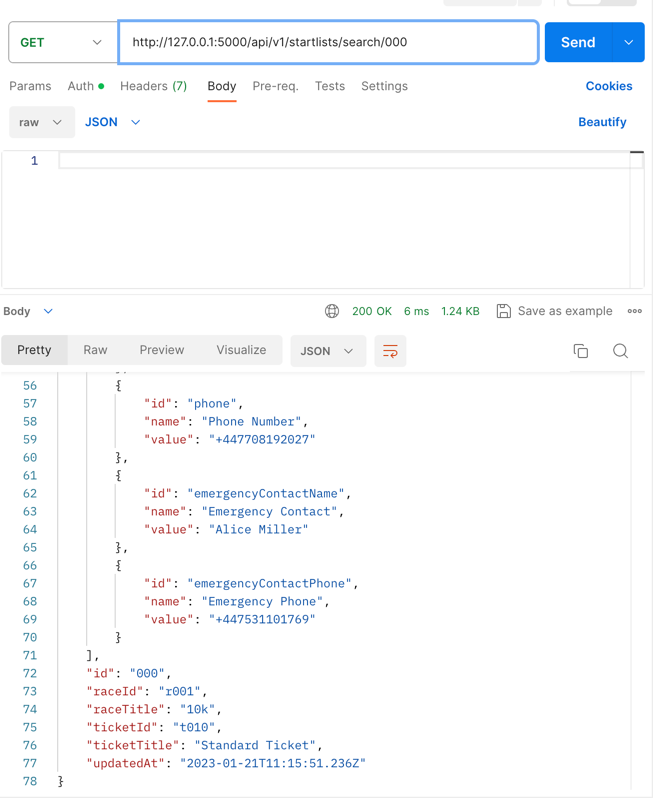 GET
http://127.0.0.1:5000/api/v1/startlists/search/000
Send
Params Auth Headers (7) Body Pre-req. Tests Settings Cookies
raw JSON Beautify
1
Body 200 OK 6 ms 1.24 KB Save as example
Pretty Raw Preview Visualize JSON
56 {
57 "id": "phone",
58 "name": "Phone Number",
59 "value": "+447708192027"
60 },
61 {
62 "id": "emergencyContactName",
63 "name": "Emergency Contact",
64 "value": "Alice Miller"
65 },
66 {
67 "id": "emergencyContactPhone",
68 "name": "Emergency Phone",
69 "value": "+447531101769"
70 }
71 ],
72 "id": "000",
73 "raceId": "r001",
74 "raceTitle": "10k",
75 "ticketId": "t010",
76 "ticketTitle": "Standard Ticket",
77 "updatedAt": "2023-01-21T11:15:51.236Z"
78 }